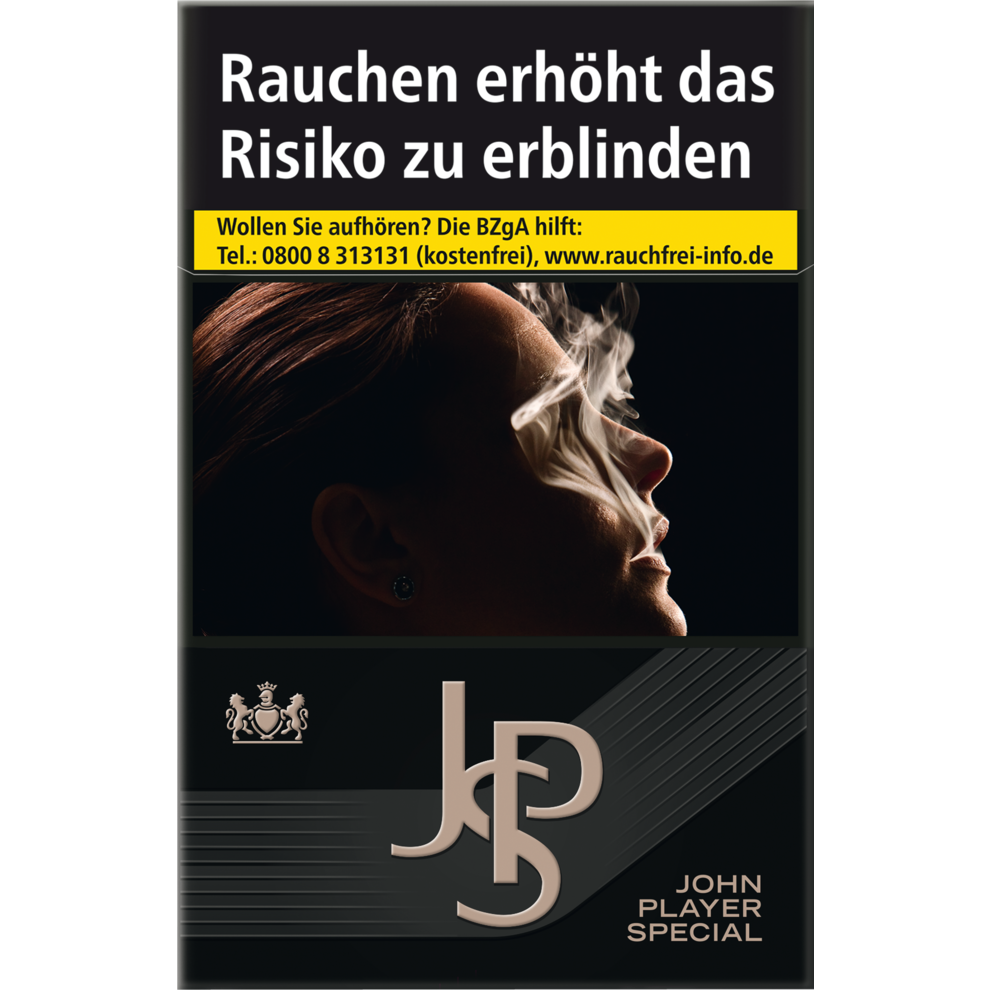 Rauchen erhöht das
Risiko zu erblinden
Wollen Sie aufhören? Die BZgA hilft:
Tel.: 0800 8 313131 (kostenfrei), www.rauchfrei-info.de
JPS
JOHN
PLAYER
SPECIAL